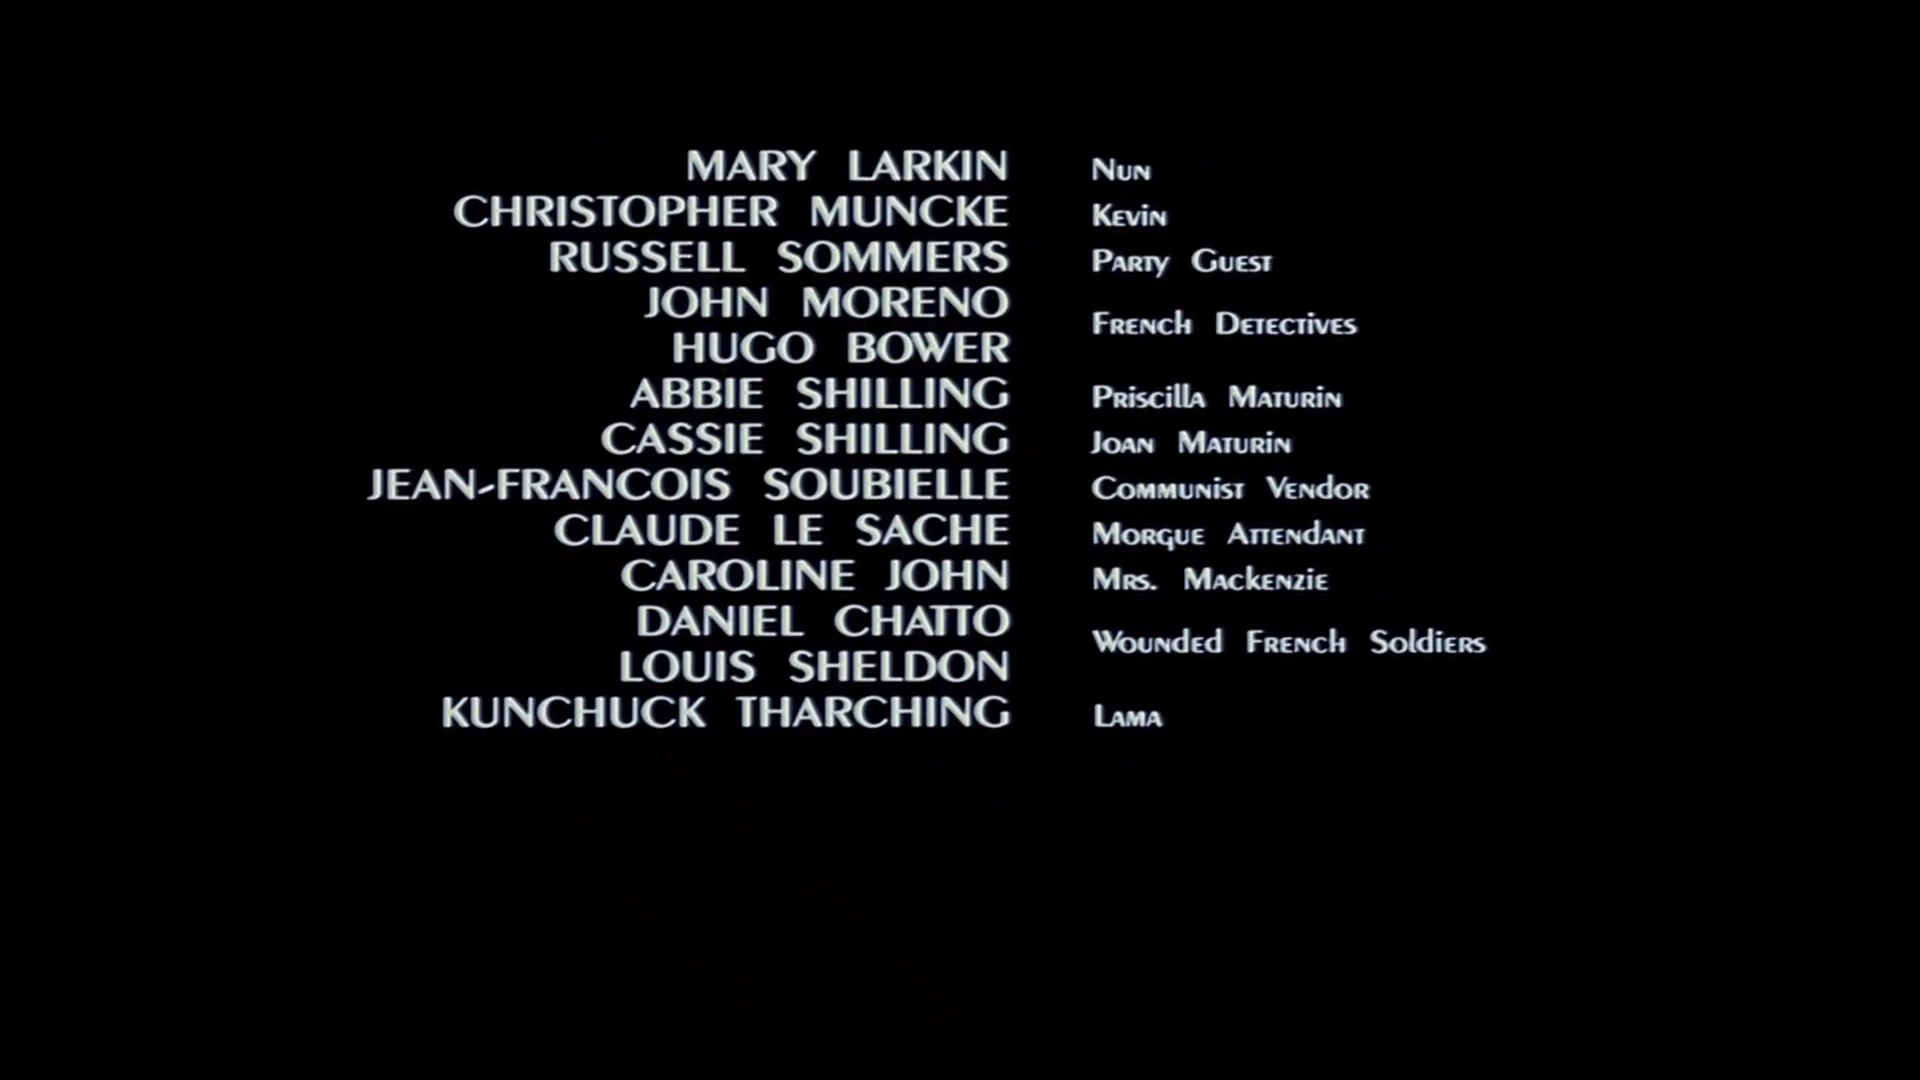 MARY LARKIN Nun
CHRISTOPHER MUNCKE Kevin
RUSSELL SOMMERS Party Guest
JOHN MORENO
HUGO BOWER
French Detectives
ABBIE SHILLING Priscilla Maturin
CASSIE SHILLING Joan Maturin
JEAN-FRANCOIS SOUBIELLE Communist Vendor
CLAUDE LE SACHE Morgue Attendant
CAROLINE JOHN Mrs. Mackenzie
DANIEL CHATTO
LOUIS SHELDON
Wounded French Soldiers
KUNCHUCK THARCHING Lama